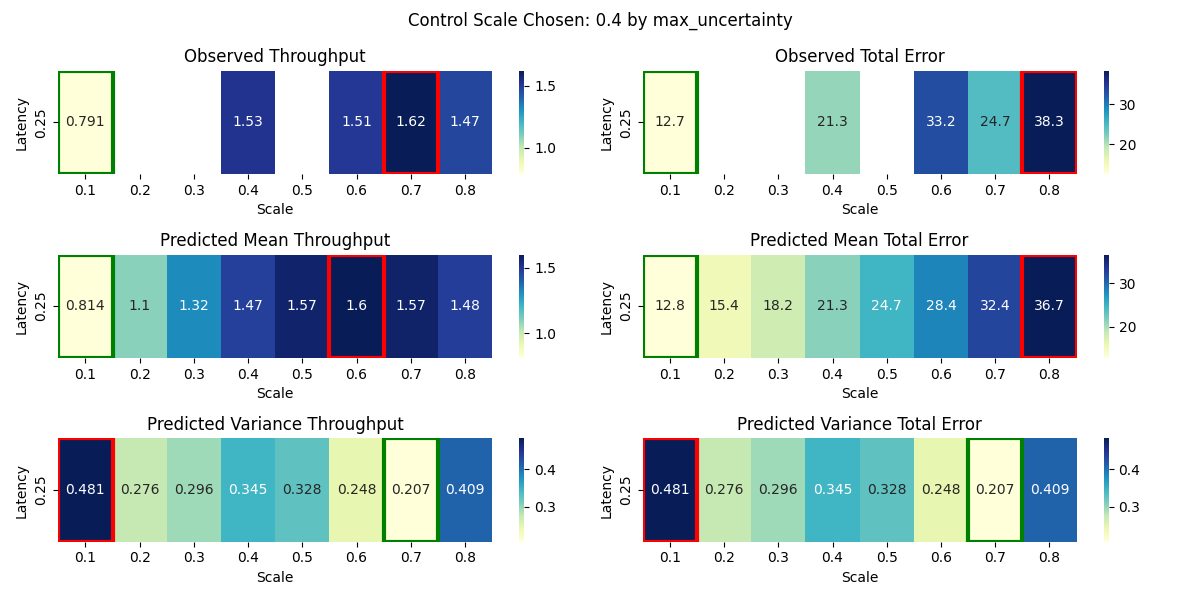 Control Scale Chosen: 0.4 by max_uncertainty
Observed Throughput
Latency
0.25
0.791 1.53 1.51 1.62 1.47
0.1 0.2 0.3 0.4 0.5 0.6 0.7 0.8
Scale
1.5
1.0
Observed Total Error
Latency
0.25
12.7 21.3 33.2 24.7 38.3
0.1 0.2 0.3 0.4 0.5 0.6 0.7 0.8
Scale
30
20
Predicted Mean Throughput
Latency
0.25
0.814 1.1 1.32 1.47 1.57 1.6 1.57 1.48
0.1 0.2 0.3 0.4 0.5 0.6 0.7 0.8
Scale
1.5
1.0
Predicted Mean Total Error
Latency
0.25
12.8 15.4 18.2 21.3 24.7 28.4 32.4 36.7
0.1 0.2 0.3 0.4 0.5 0.6 0.7 0.8
Scale
30
20
Predicted Variance Throughput
Latency
0.25
0.481 0.276 0.296 0.345 0.328 0.248 0.207 0.409
0.1 0.2 0.3 0.4 0.5 0.6 0.7 0.8
Scale
0.4
0.3
Predicted Variance Total Error
Latency
0.25
0.481 0.276 0.296 0.345 0.328 0.248 0.207 0.409
0.1 0.2 0.3 0.4 0.5 0.6 0.7 0.8
Scale
0.4
0.3